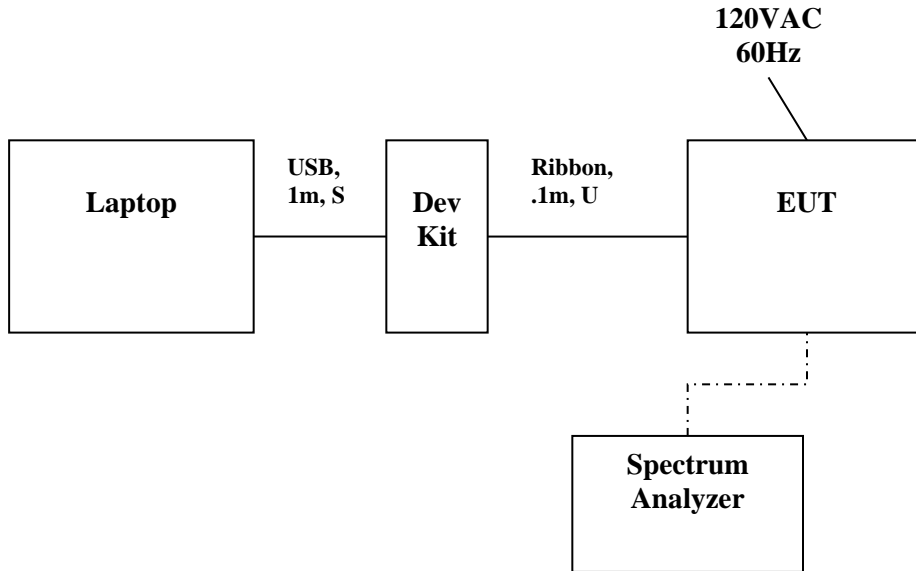 120VAC
60Hz
Laptop
USB,
1m, S
Dev
Kit
Ribbon,
.1m, U
EUT
Spectrum
Analyzer